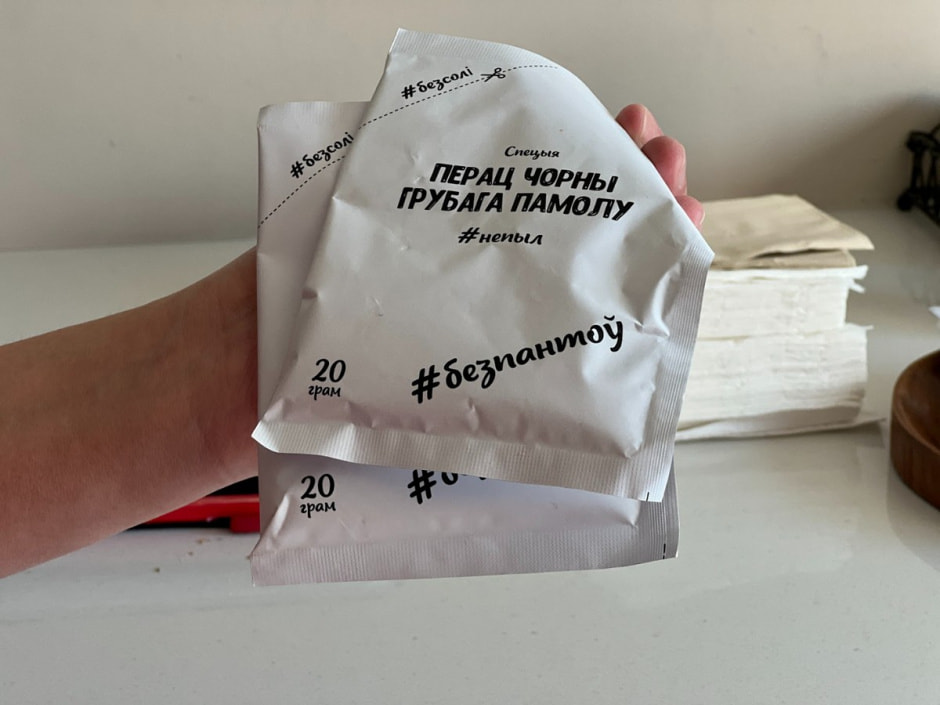 #безсолі
#безсолі
Спецыя
ПЕРАЦ ЧОРНЫ
ГРУБАГА ПАМОЛУ
#непыл
#безпантоў
20
грам
20
грам